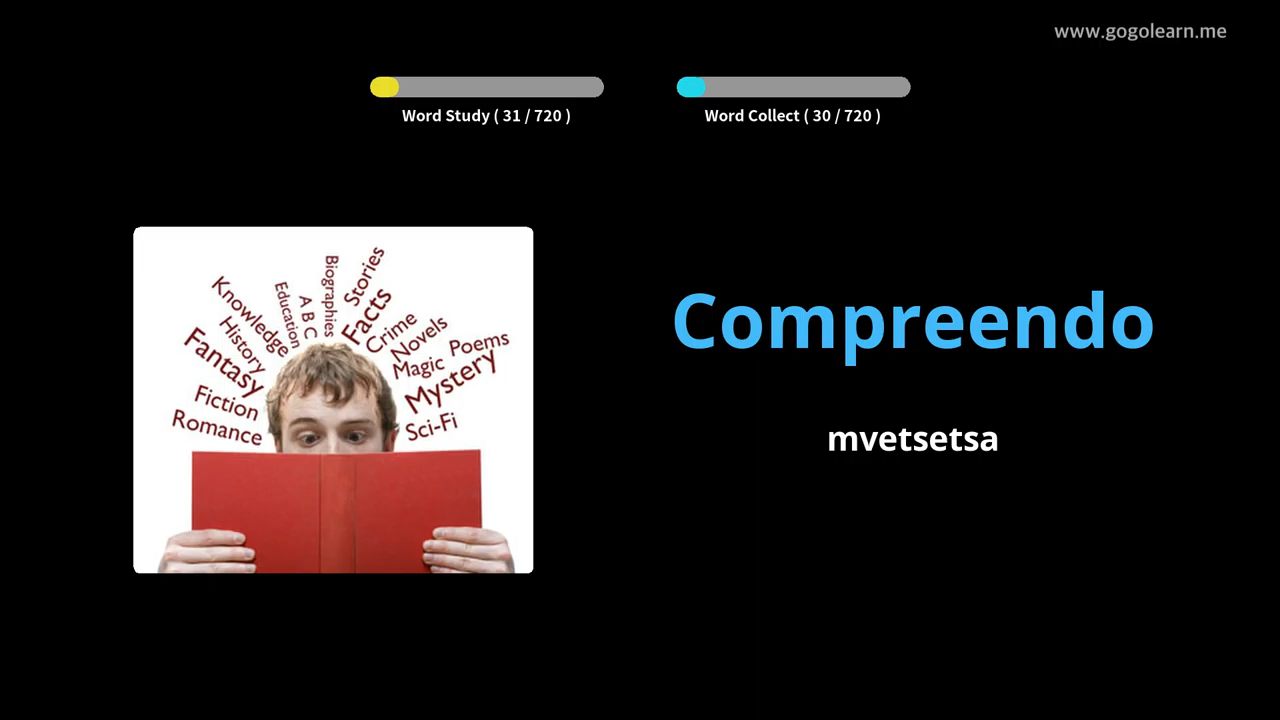 www.gogolearn.me
Word Study ( 31 / 720 )
Word Collect ( 30 / 720 )
Knowledge
Education
A B C
Biographies
Stories
Facts
Crime
Novels
Poems
History
Magic
Fantasy
Mystery
Fiction
Romance
Sci-Fi
Compreendo
mvetsetsa